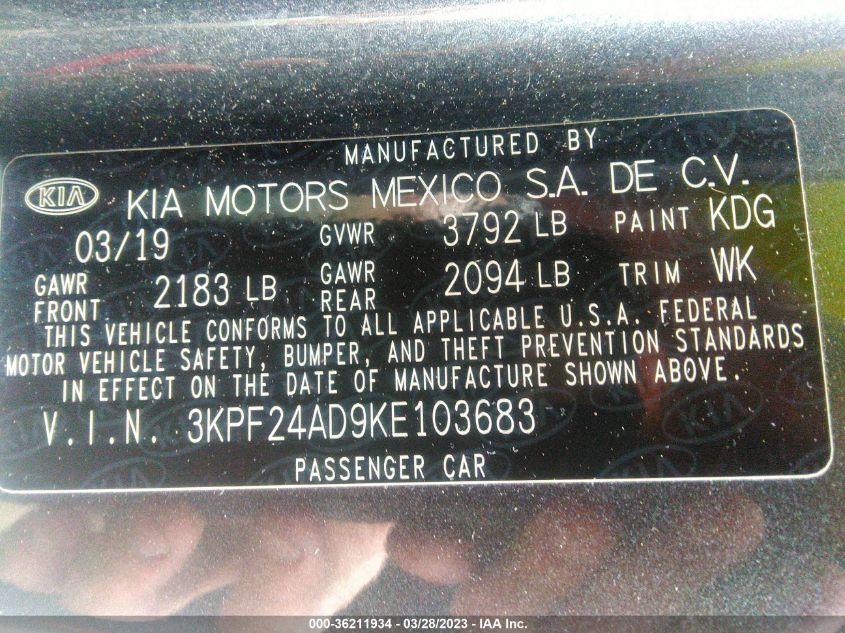 MANUFACTURED BY
KIA KIA MOTORS MEXICO S.A. DE C.V.
03/19 GVWR 3792 LB PAINT KDG
GAWR FRONT 2183 LB GAWR REAR 2094 LB TRIM WK
THIS VEHICLE CONFORMS TO ALL APPLICABLE U.S.A. FEDERAL
MOTOR VEHICLE SAFETY, BUMPER, AND THEFT PREVENTION STANDARDS
IN EFFECT ON THE DATE OF MANUFACTURE SHOWN ABOVE.
V.I.N. 3KPF24AD9KE103683
PASSENGER CAR
000-36211934 / 03/28/2023 - IAA Inc.